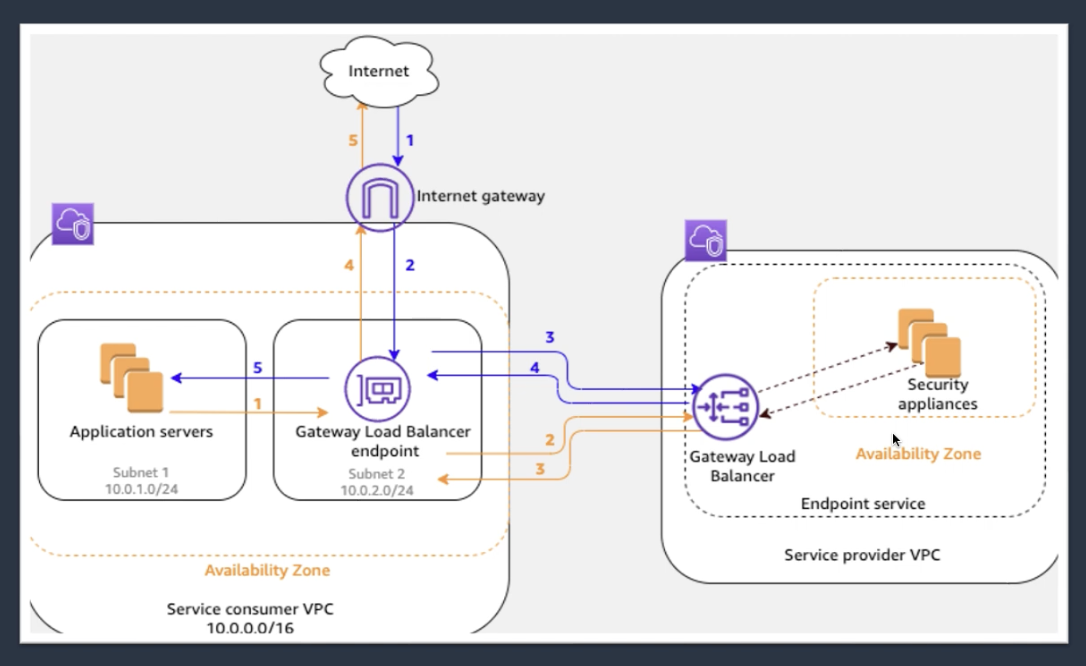 Internet
5
1
Internet gateway
4
2
3
4
5
1
2
3
Application servers
Subnet 1
10.0.1.0/24
Gateway Load Balancer
endpoint
Subnet 2
10.0.2.0/24
Availability Zone
Service consumer VPC
10.0.0.0/16
Security
appliances
Availability Zone
Gateway Load
Balancer
Endpoint service
Service provider VPC